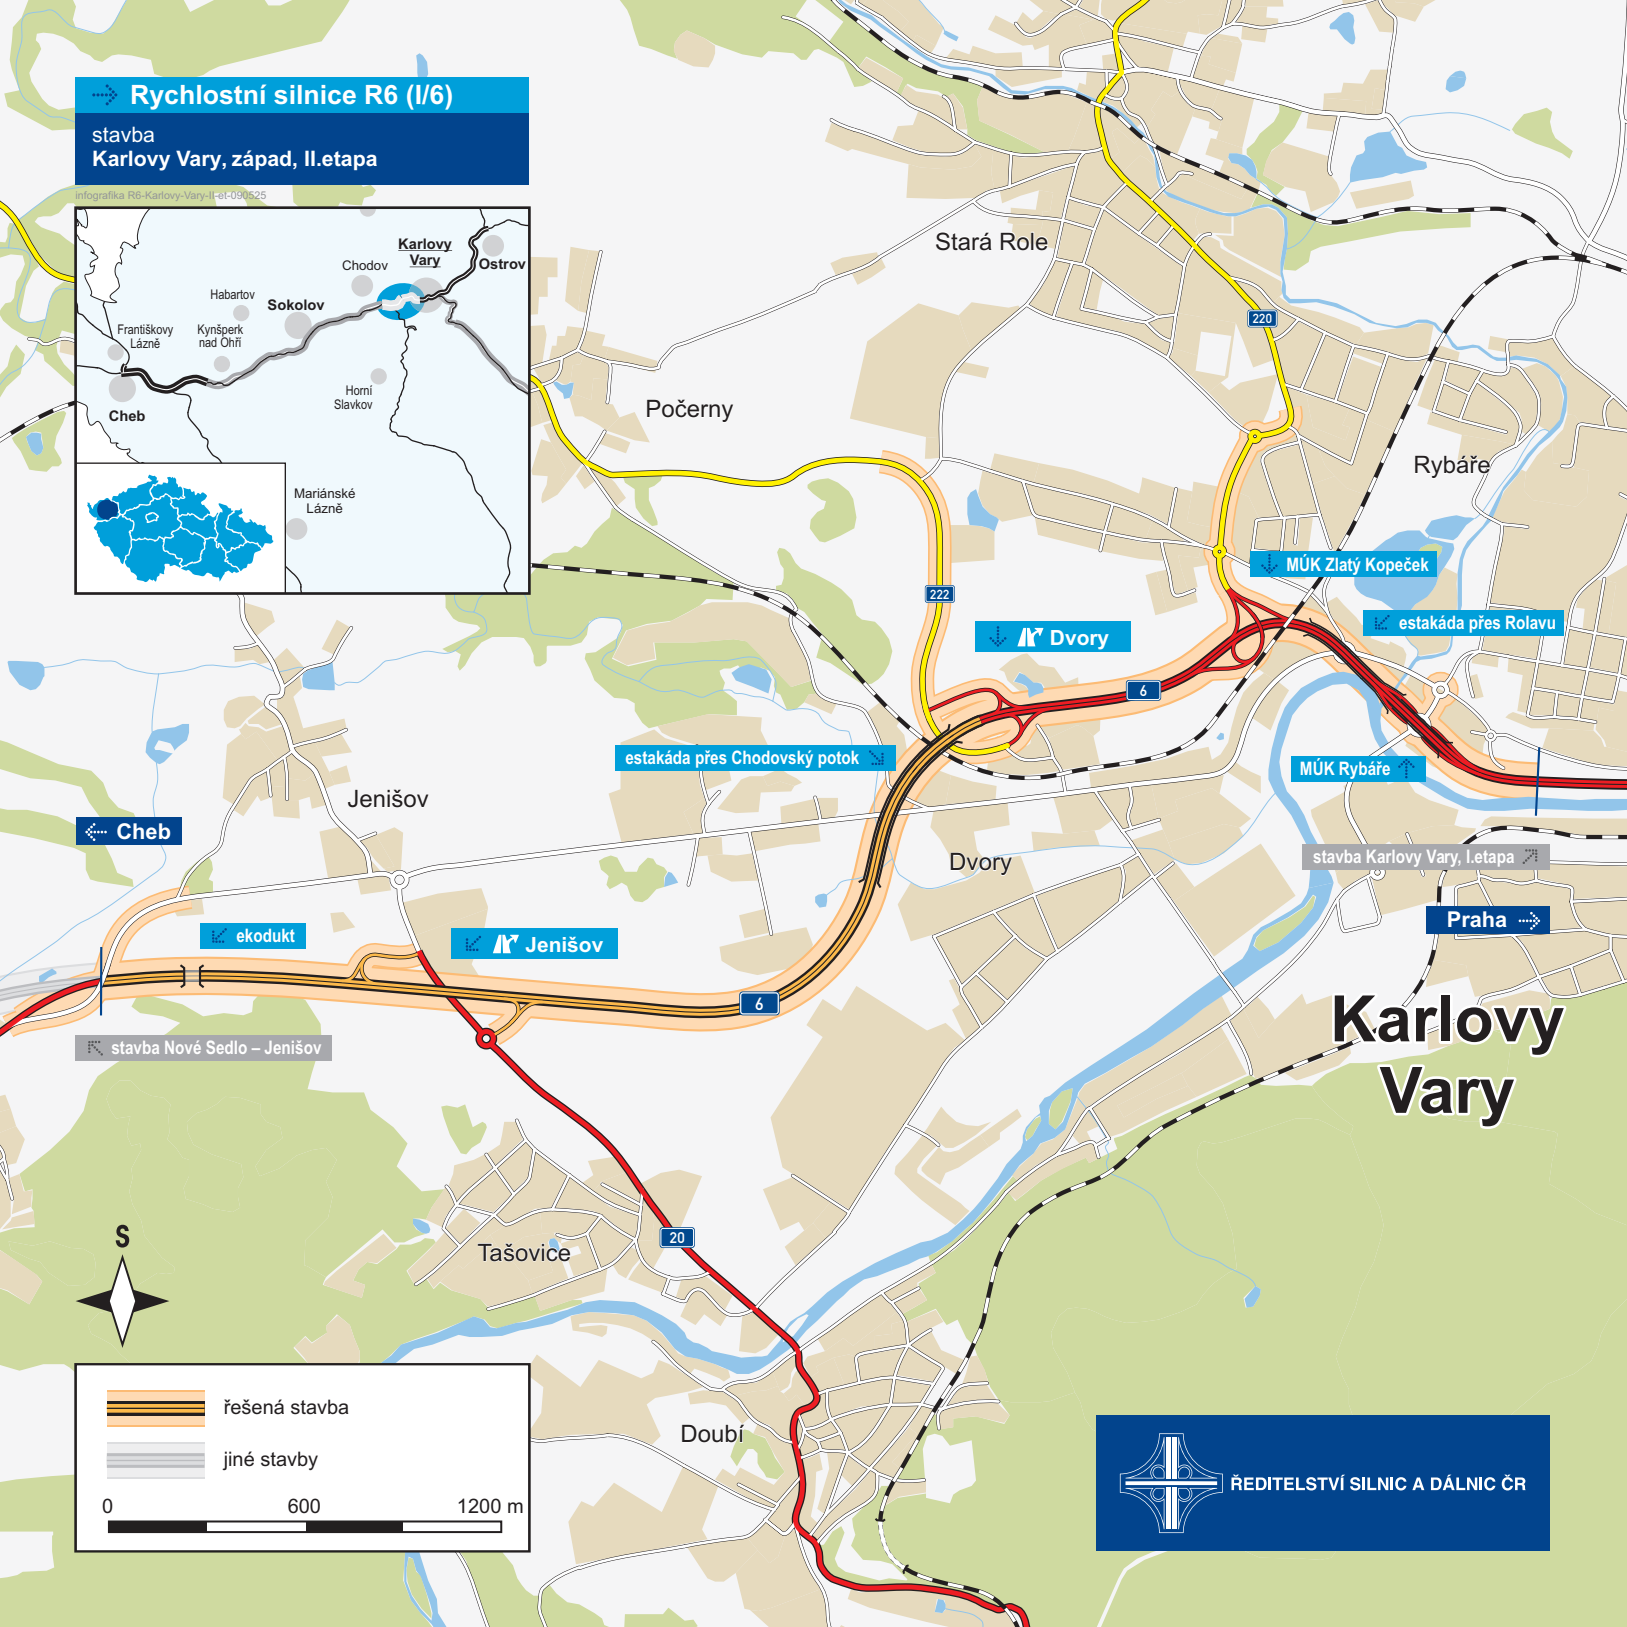 Rychlostní silnice R6 (I/6)
stavba
Karlovy Vary, západ, II.etapa
infografika R6-Karlovy-Vary-II-et-090525
Karlovy
Vary
Ostrov
Chodov
Habartov
Sokolov
Františkovy
Lázně
Kynšperk
nad Ohří
Horní
Slavkov
Cheb
Mariánské
Lázně
Stará Role
220
Počerny
Rybáře
MÚK Zlatý Kopeček
222
estakáda přes Rolavu
Dvory
6
estakáda přes Chodovský potok
MÚK Rybáře
Jenišov
Cheb
Dvory
stavba Karlovy Vary, I.etapa
Praha
ekodukt
Jenišov
6
Karlovy
Vary
stavba Nové Sedlo – Jenišov
S
20
Tašovice
Doubí
řešená stavba
jiné stavby
0 600 1200 m
ŘEDITELSTVÍ SILNIC A DÁLNIC ČR